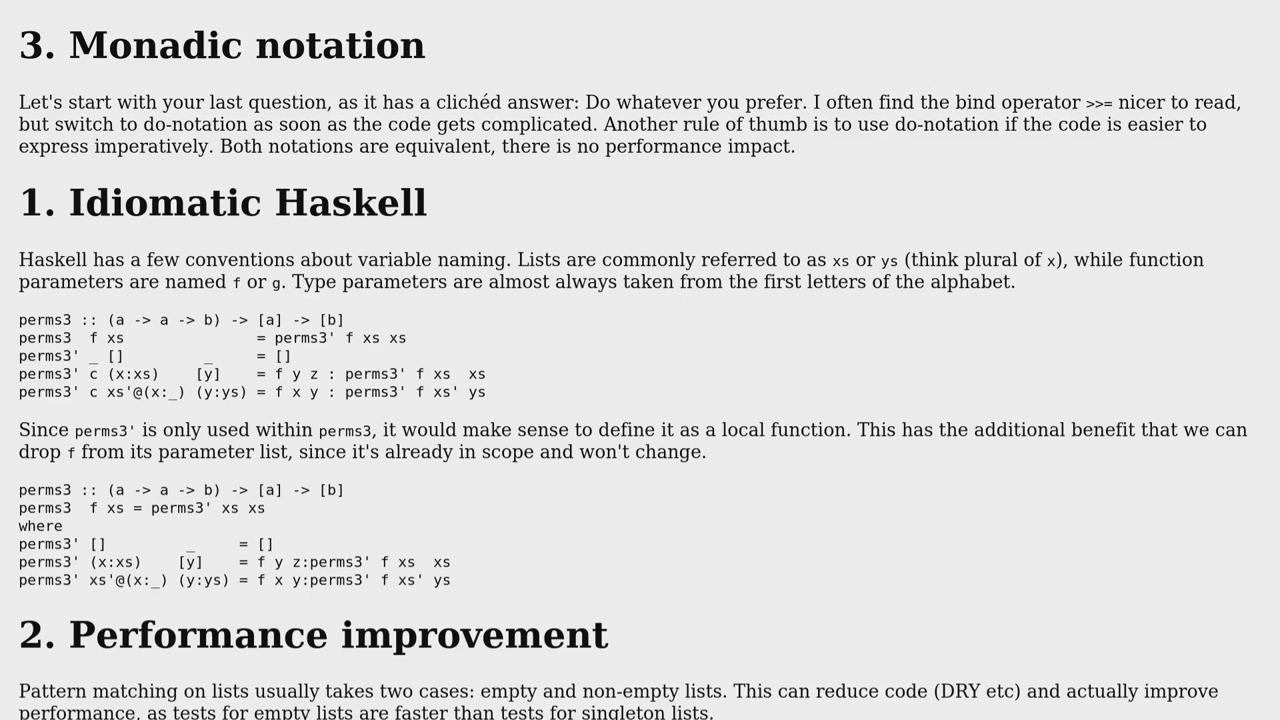 3. Monadic notation
Let's start with your last question, as it has a clichéd answer: Do whatever you prefer. I often find the bind operator >>= nicer to read,
but switch to do-notation as soon as the code gets complicated. Another rule of thumb is to use do-notation if the code is easier to
express imperatively. Both notations are equivalent, there is no performance impact.
1. Idiomatic Haskell
Haskell has a few conventions about variable naming. Lists are commonly referred to as xs or ys (think plural of x), while function
parameters are named f or g. Type parameters are almost always taken from the first letters of the alphabet.
perms3 :: (a -> a -> b) -> [a] -> [b]
perms3  f xs               = perms3' f xs xs
perms3' _ []         _     = []
perms3' c (x:xs)    [y]    = f y z : perms3' f xs  xs
perms3' c xs'@(x:_) (y:ys) = f x y : perms3' f xs' ys
Since perms3' is only used within perms3, it would make sense to define it as a local function. This has the additional benefit that we can
drop f from its parameter list, since it's already in scope and won't change.
perms3 :: (a -> a -> b) -> [a] -> [b]
perms3  f xs = perms3' xs xs
where
perms3' []         _     = []
perms3' (x:xs)    [y]    = f y z:perms3' f xs  xs
perms3' xs'@(x:_) (y:ys) = f x y:perms3' f xs' ys
2. Performance improvement
Pattern matching on lists usually takes two cases: empty and non-empty lists. This can reduce code (DRY etc) and actually improve
performance, as tests for empty lists are faster than tests for singleton lists.